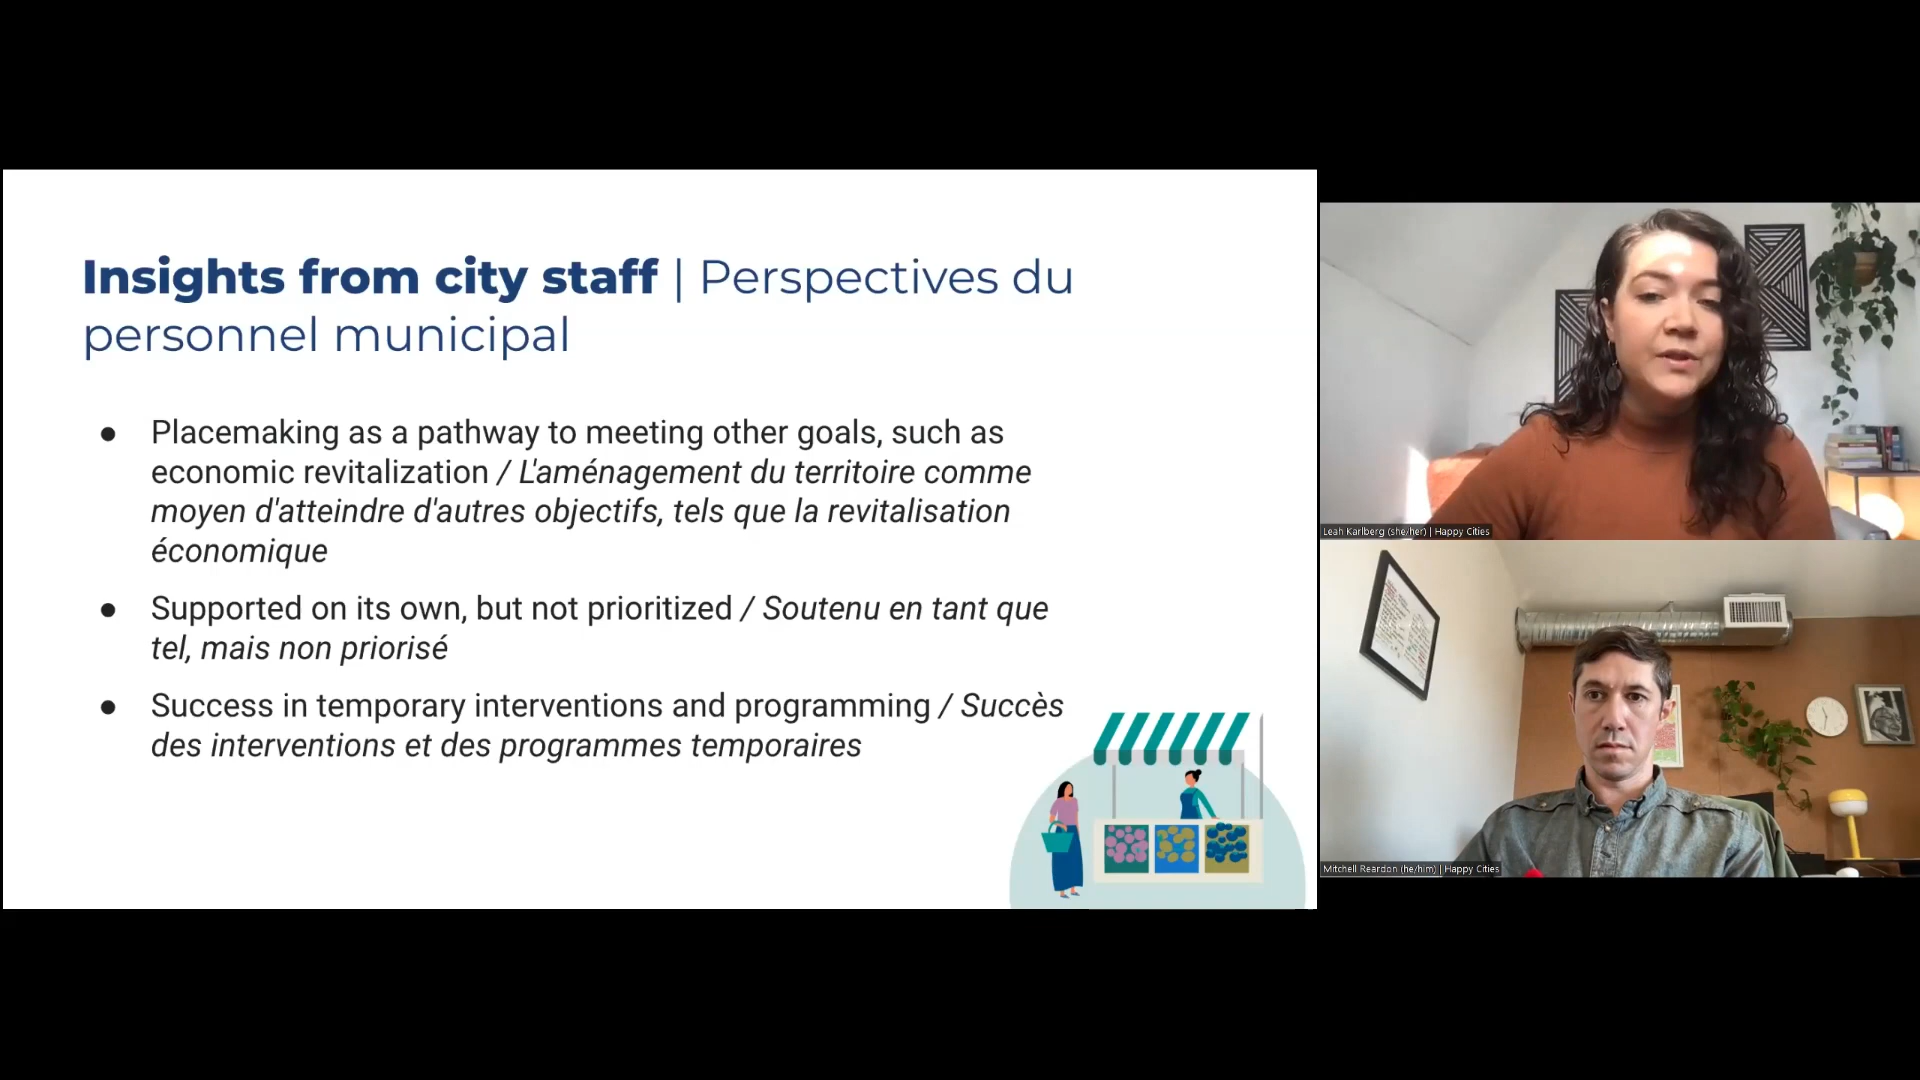 Insights from city staff | Perspectives du
personnel municipal
● Placemaking as a pathway to meeting other goals, such as
economic revitalization / L'aménagement du territoire comme
moyen d'atteindre d'autres objectifs, tels que la revitalisation
économique
● Supported on its own, but not prioritized / Soutenu en tant que
tel, mais non priorisé
● Success in temporary interventions and programming / Succès
des interventions et des programmes temporaires
Leah Karlberg (she/her) | Happy Cities
Mitchell Reardon (he/him) | Happy Cities